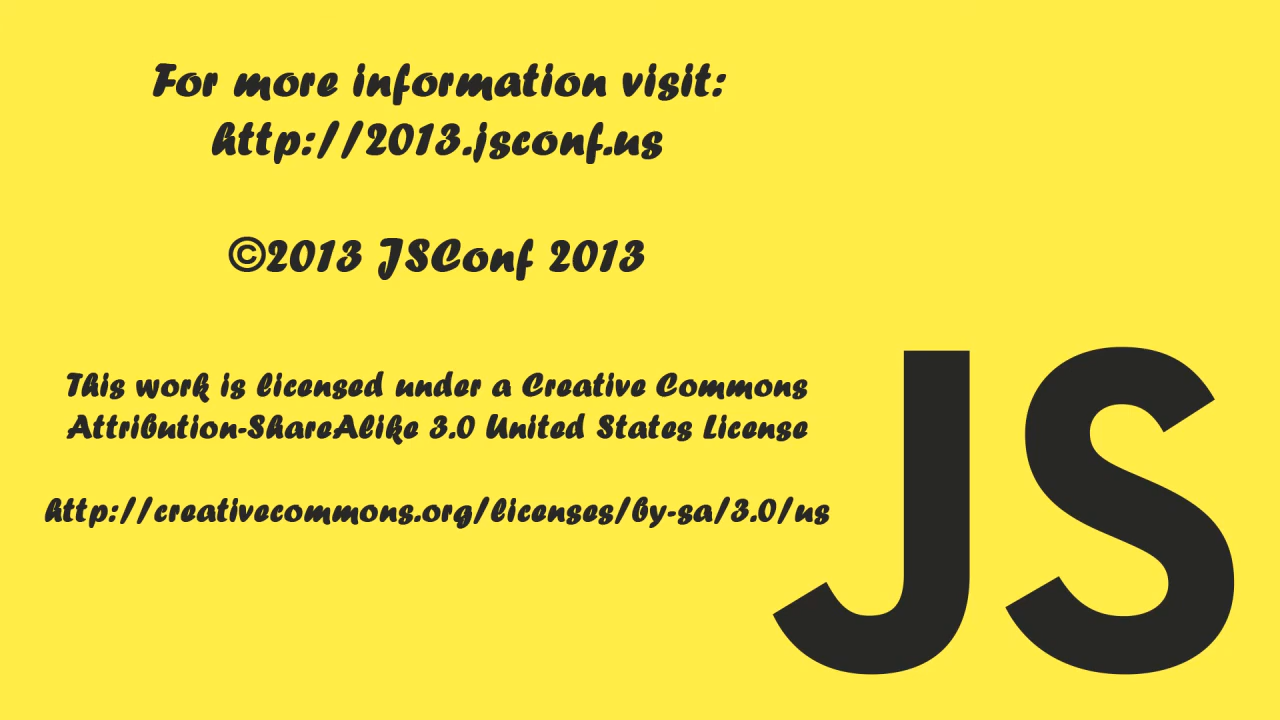 For more information visit:
http://2013.jsconf.us
©2013 JSConf 2013
This work is licensed under a Creative Commons
Attribution-ShareAlike 3.0 United States License
http://creativecommons.org/licenses/by-sa/3.0/us
JS